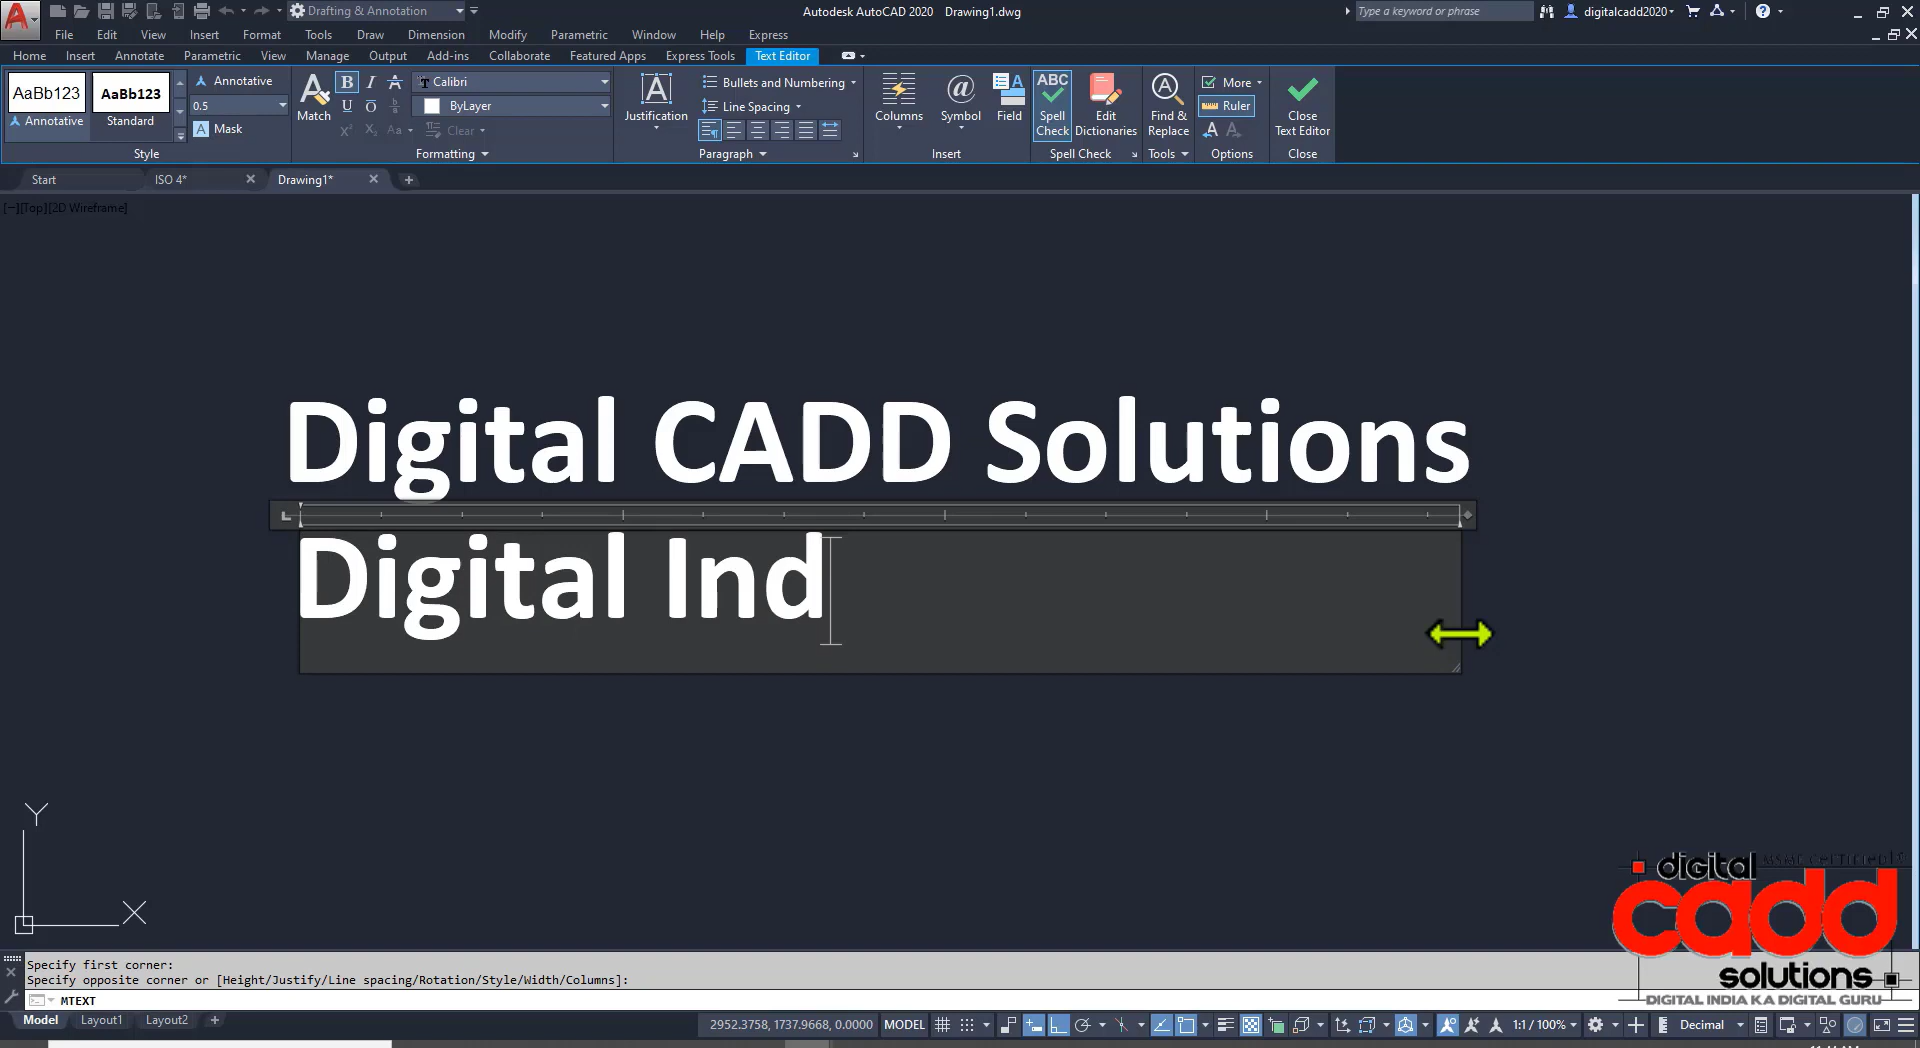 Drafting & Annotation
Autodesk AutoCAD 2020 Drawing1.dwg
Type a keyword or phrase
digitalcadd2020
File Edit View Insert Format Tools Draw Dimension Modify Parametric Window Help Express
Home Insert Annotate Parametric View Manage Output Add-ins Collaborate Featured Apps Express Tools Text Editor
AaBb123 AaBb123
Annotative Standard
Annotative
0.5
Mask
Style
Match
B I A
U O
Calibri
ByLayer
Clear
Formatting
Justification
Bullets and Numbering
Line Spacing
Paragraph
Columns
Symbol
Field
Insert
ABC
Spell Check
Edit Dictionaries
Spell Check
Find & Replace
Tools
More
Ruler
Options
Close Text Editor
Close
Start ISO 4* Drawing1*
[−][Top][2D Wireframe]
Digital CADD Solutions
Digital Ind
Y
X
digital
cadd
solutions
DIGITAL INDIA KA DIGITAL GURU
Specify first corner:
Specify opposite corner or [Height/Justify/Line spacing/Rotation/Style/Width/Columns]:
MTEXT
Model Layout1 Layout2
2952.3758, 1737.9668, 0.0000 MODEL
1:1 / 100%
Decimal